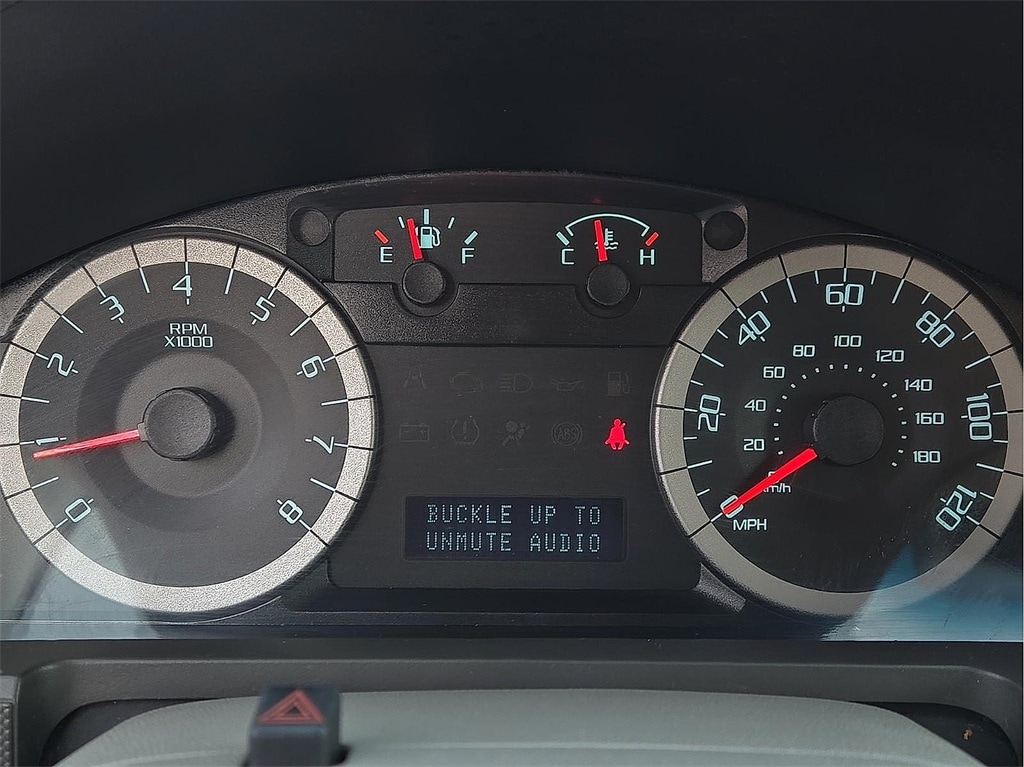 E F
C H
0 1 2 3 4 5 6 7 8
RPM
X1000
0 20 40 60 80 100 120
20 40 60 80 100 120 140 160 180
km/h
MPH
ABS
BUCKLE UP TO
UNMUTE AUDIO